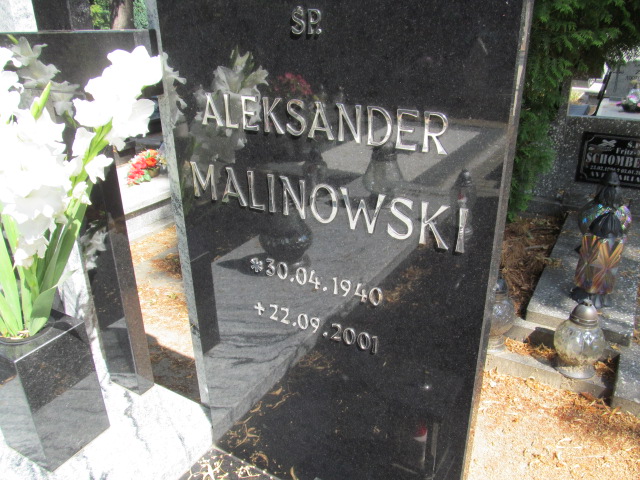 ŚP.
ALEKSANDER
MALINOWSKI
*30.04.1940
+22.09.2001